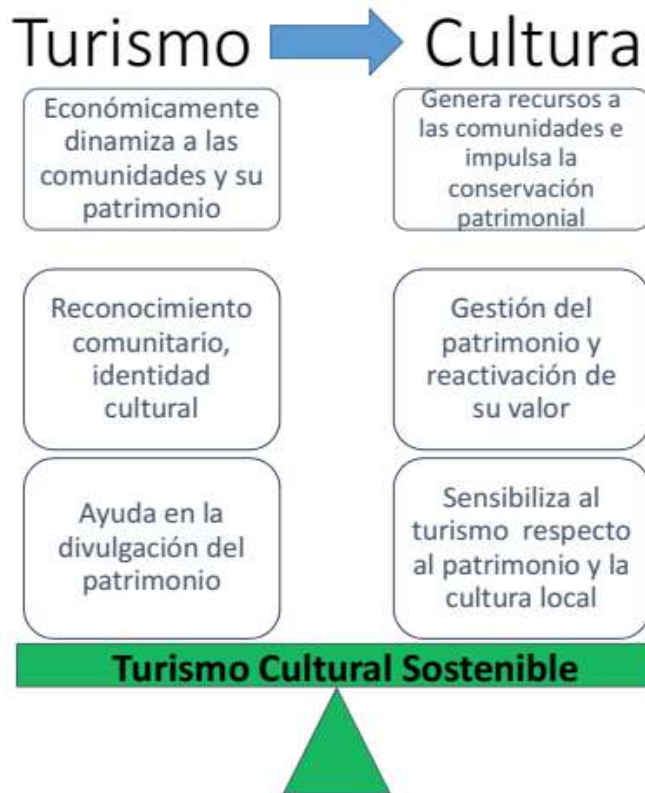 Turismo
Cultura
Económicamente
dinamiza a las
comunidades y su
patrimonio
Genera recursos a
las comunidades e
impulsa la
conservación
patrimonial
Reconocimiento
comunitario,
identidad
cultural
Gestión del
patrimonio y
reactivación de
su valor
Ayuda en la
divulgación del
patrimonio
Sensibiliza al
turismo respecto
al patrimonio y la
cultura local
Turismo Cultural Sostenible